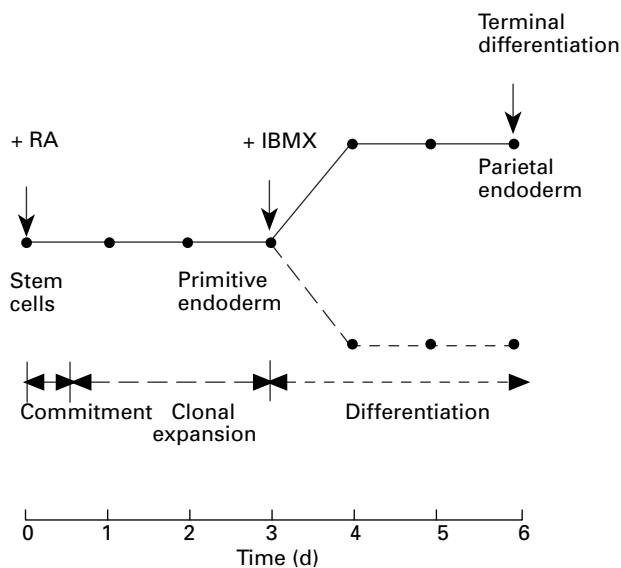 Terminal
differentiation
+ RA
+ IBMX
Parietal
endoderm
Stem
cells
Primitive
endoderm
Commitment
Clonal
expansion
Differentiation
0 1 2 3 4 5 6
Time (d)